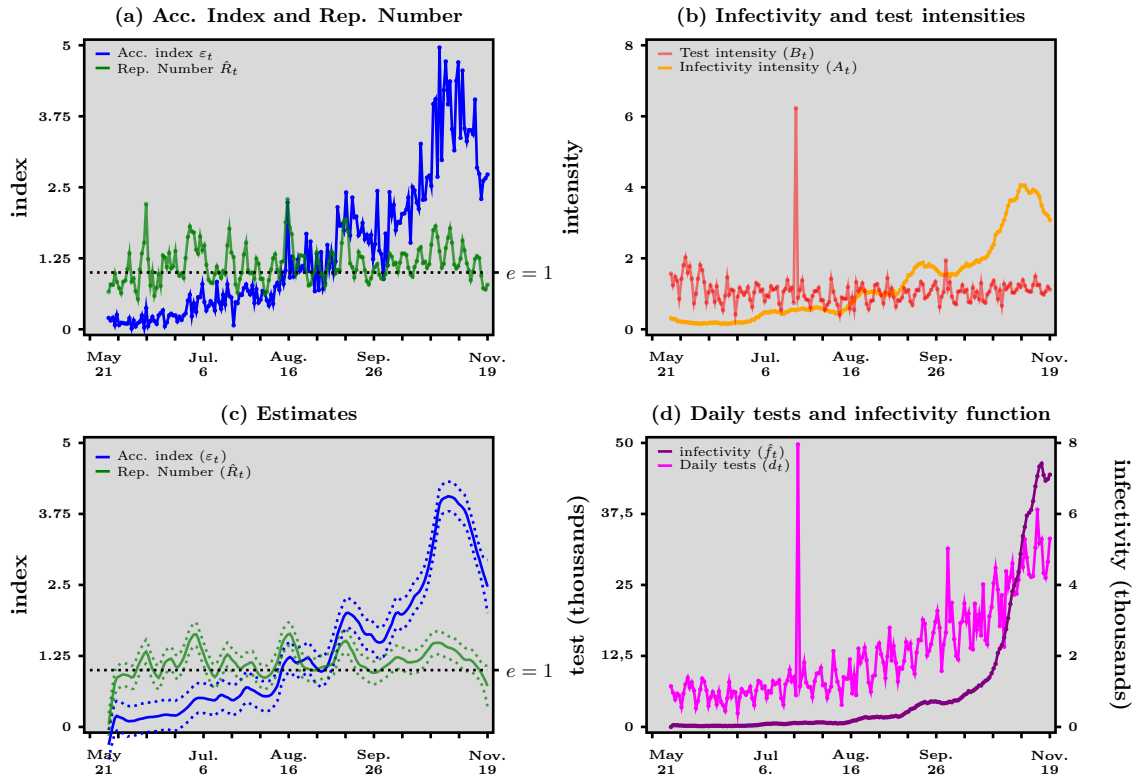 (a) Acc. Index and Rep. Number
5
3.75
2.5
1.25
0
index
Acc. index εₜ
Rep. Number R̂ₜ
e = 1
May 21
Jul. 6
Aug. 16
Sep. 26
Nov. 19
(b) Infectivity and test intensities
8
6
4
2
0
intensity
Test intensity (Bₜ)
Infectivity intensity (Aₜ)
May 21
Jul 6
Aug. 16
Sep. 26
Nov. 19
(c) Estimates
5
3.75
2.5
1.25
0
index
Acc. index (εₜ)
Rep. Number (R̂ₜ)
e = 1
May 21
Jul. 6
Aug. 16
Sep. 26
Nov. 19
(d) Daily tests and infectivity function
50
37,5
25
12,5
0
test (thousands)
infectivity (f̂ₜ)
Daily tests (dₜ)
8
6
4
2
0
infectivity (thousands)
May 21
Jul 6.
Aug. 16
Sep. 26
Nov. 19